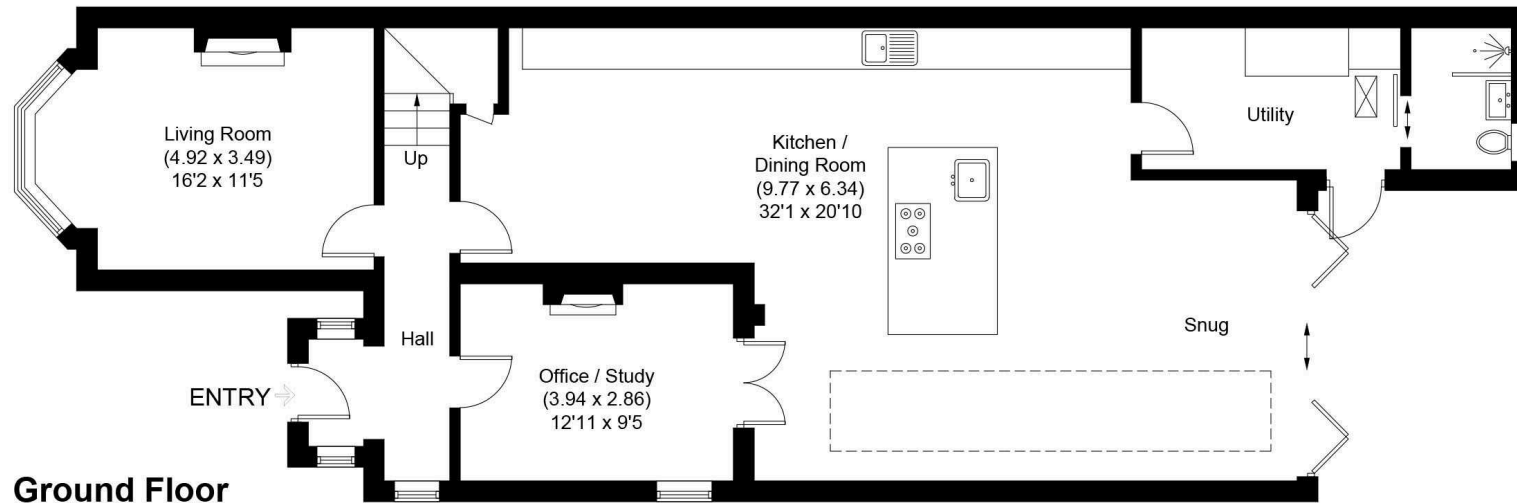 Living Room
(4.92 x 3.49)
16'2 x 11'5
Up
Kitchen /
Dining Room
(9.77 x 6.34)
32'1 x 20'10
Utility
Hall
Snug
Office / Study
(3.94 x 2.86)
12'11 x 9'5
ENTRY
Ground Floor